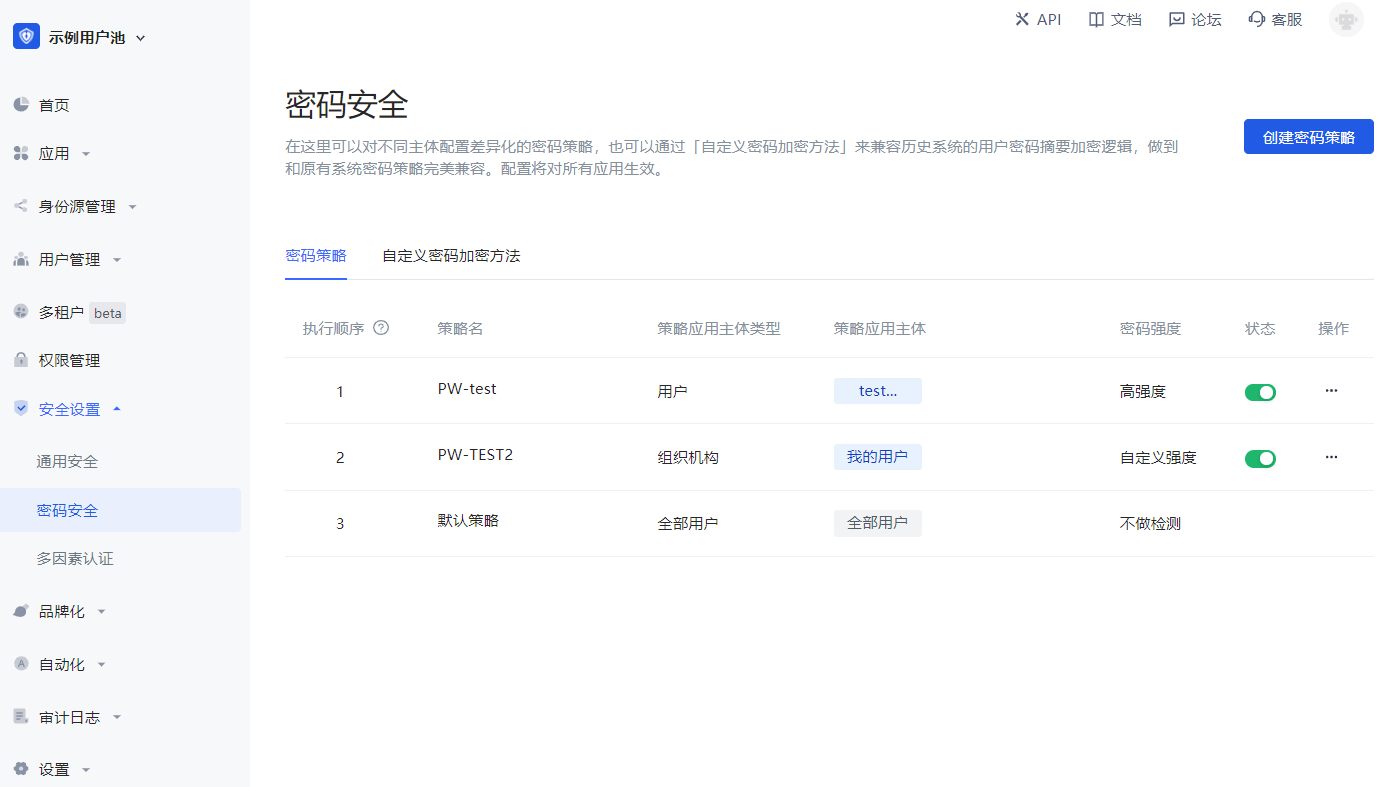 示例用户池
API 文档 论坛 客服
首页
应用
身份源管理
用户管理
多租户 beta
权限管理
安全设置
通用安全
密码安全
多因素认证
品牌化
自动化
审计日志
设置
密码安全
在这里可以对不同主体配置差异化的密码策略，也可以通过「自定义密码加密方法」来兼容历史系统的用户密码摘要加密逻辑，做到
和原有系统密码策略完美兼容。配置将对所有应用生效。
创建密码策略
密码策略 自定义密码加密方法
执行顺序 策略名 策略应用主体类型 策略应用主体 密码强度 状态 操作
1 PW-test 用户 test... 高强度 ···
2 PW-TEST2 组织机构 我的用户 自定义强度 ···
3 默认策略 全部用户 全部用户 不做检测